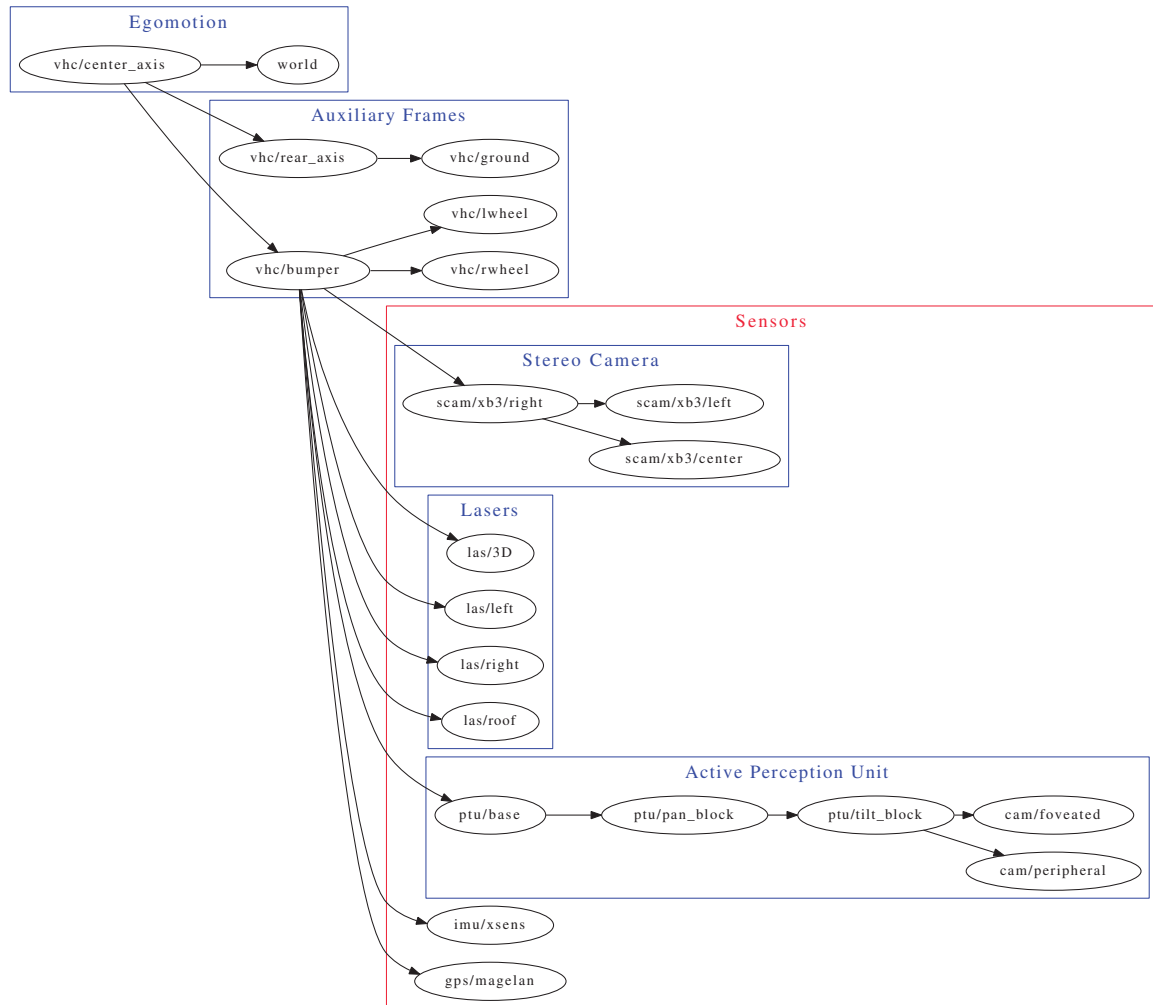 Egomotion
vhc/center_axis
world
Auxiliary Frames
vhc/rear_axis
vhc/ground
vhc/lwheel
vhc/bumper
vhc/rwheel
Sensors
Stereo Camera
scam/xb3/right
scam/xb3/left
scam/xb3/center
Lasers
las/3D
las/left
las/right
las/roof
Active Perception Unit
ptu/base
ptu/pan_block
ptu/tilt_block
cam/foveated
cam/peripheral
imu/xsens
gps/magelan